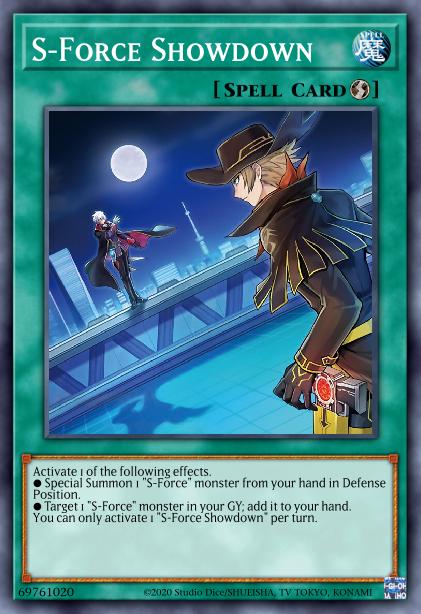 S-Force Showdown
SPELL
魔
[Spell Card]
Activate 1 of the following effects.
● Special Summon 1 "S-Force" monster from your hand in Defense
Position.
● Target 1 "S-Force" monster in your GY; add it to your hand.
You can only activate 1 "S-Force Showdown" per turn.
69761020
©2020 Studio Dice/SHUEISHA, TV TOKYO, KONAMI